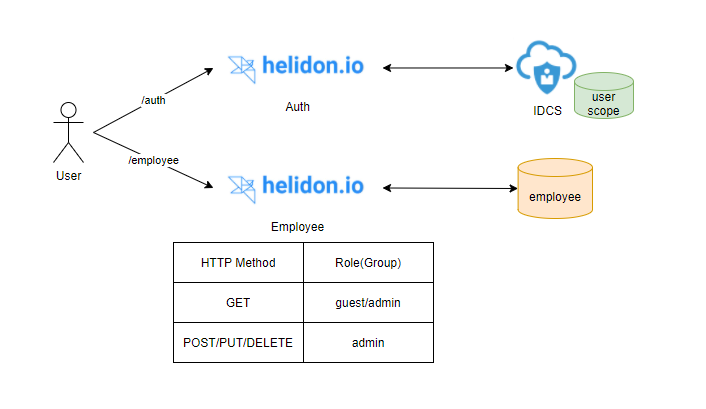 helidon.io
Auth
IDCS
user
scope
/auth
User
/employee
helidon.io
Employee
employee
HTTP Method
Role(Group)
GET
guest/admin
POST/PUT/DELETE
admin